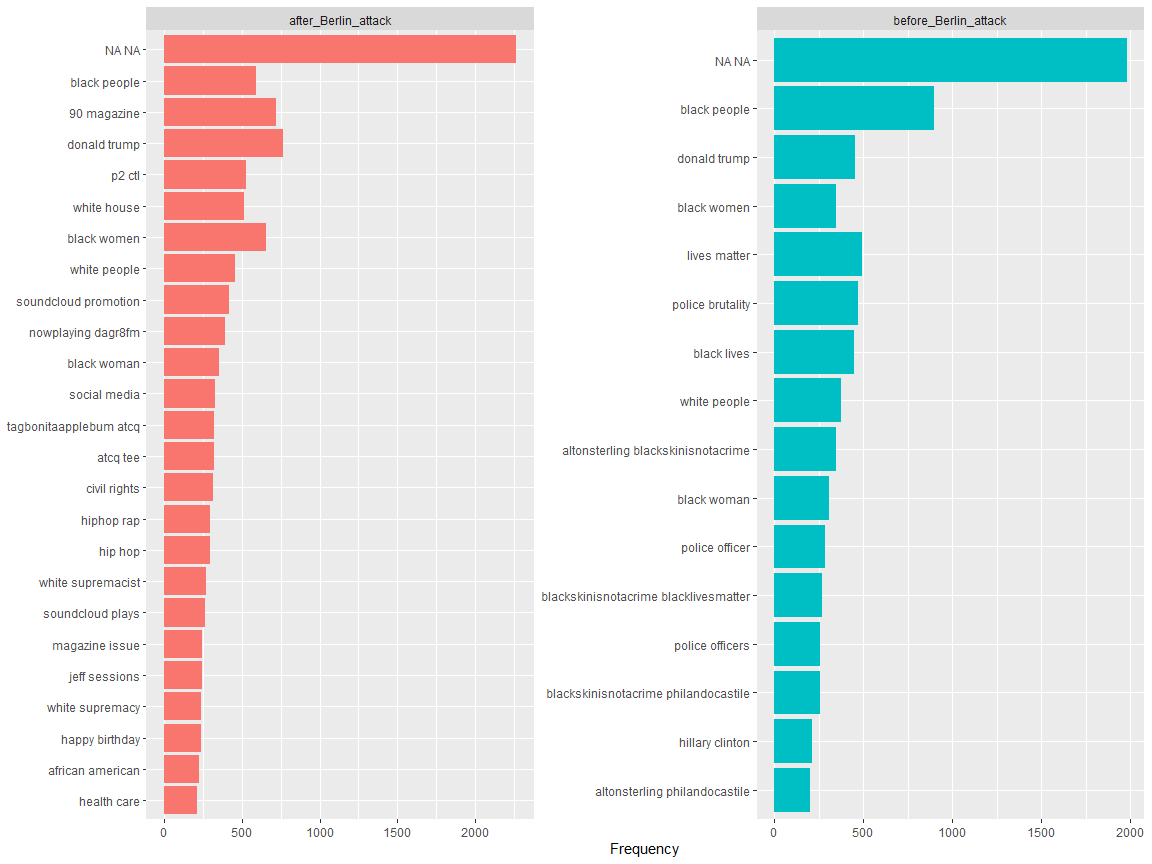 after_Berlin_attack
NA NA
black people
90 magazine
donald trump
p2 ctl
white house
black women
white people
soundcloud promotion
nowplaying dagr8fm
black woman
social media
tagbonitaapplebum atcq
atcq tee
civil rights
hiphop rap
hip hop
white supremacist
soundcloud plays
magazine issue
jeff sessions
white supremacy
happy birthday
african american
health care
0 500 1000 1500 2000
before_Berlin_attack
NA NA
black people
donald trump
black women
lives matter
police brutality
black lives
white people
altonsterling blackskinisnotacrime
black woman
police officer
blackskinisnotacrime blacklivesmatter
police officers
blackskinisnotacrime philandocastile
hillary clinton
altonsterling philandocastile
0 500 1000 1500 2000
Frequency